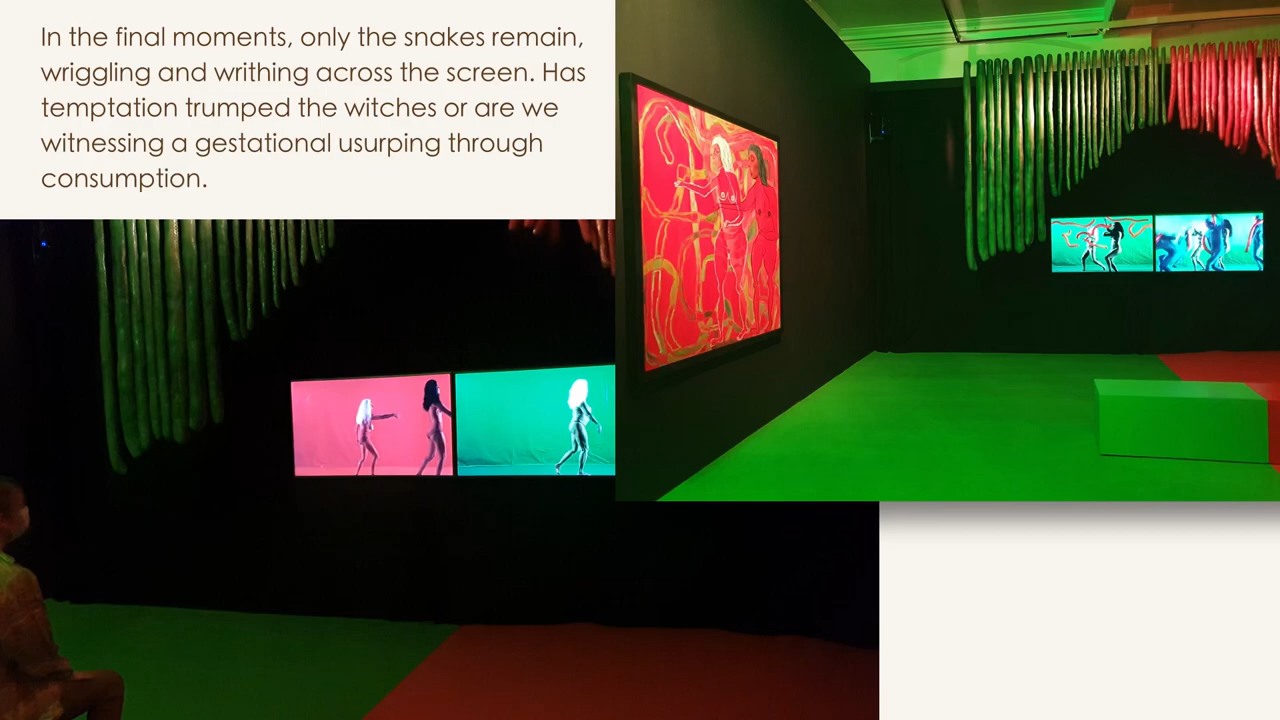 In the final moments, only the snakes remain,
wriggling and writhing across the screen. Has
temptation trumped the witches or are we
witnessing a gestational usurping through
consumption.